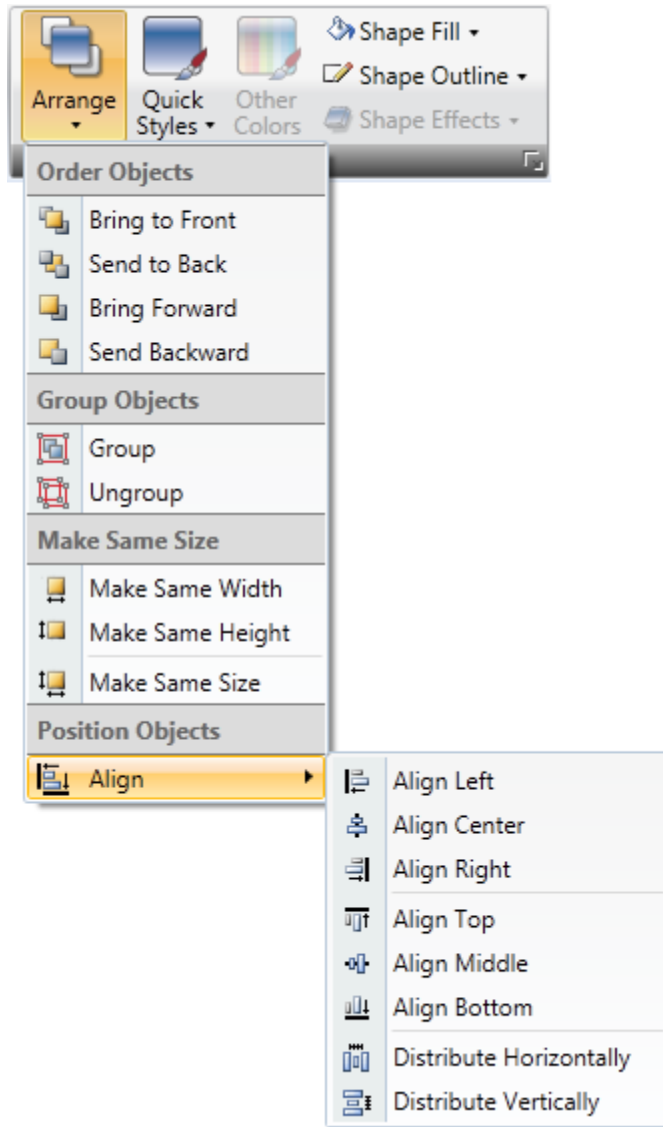 Arrange
Quick
Styles
Other
Colors
Shape Fill
Shape Outline
Shape Effects
Order Objects
Bring to Front
Send to Back
Bring Forward
Send Backward
Group Objects
Group
Ungroup
Make Same Size
Make Same Width
Make Same Height
Make Same Size
Position Objects
Align
Align Left
Align Center
Align Right
Align Top
Align Middle
Align Bottom
Distribute Horizontally
Distribute Vertically